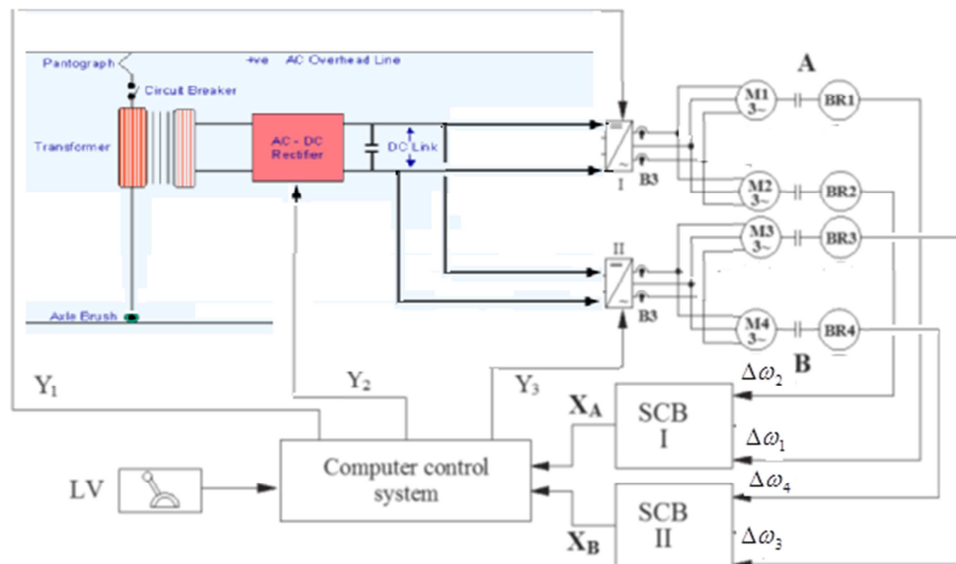 Pantograph
+ve AC Overhead Line
Circuit Breaker
Transformer
AC - DC
Rectifier
DC Link
Axle Brush
I
B3
II
B3
A
M1
3~
BR1
M2
3~
BR2
M3
3~
BR3
M4
3~
BR4
B
Y₁
Y₂
Y₃
LV
Computer control
system
X_A
X_B
SCB
I
SCB
II
Δω₂
Δω₁
Δω₄
Δω₃